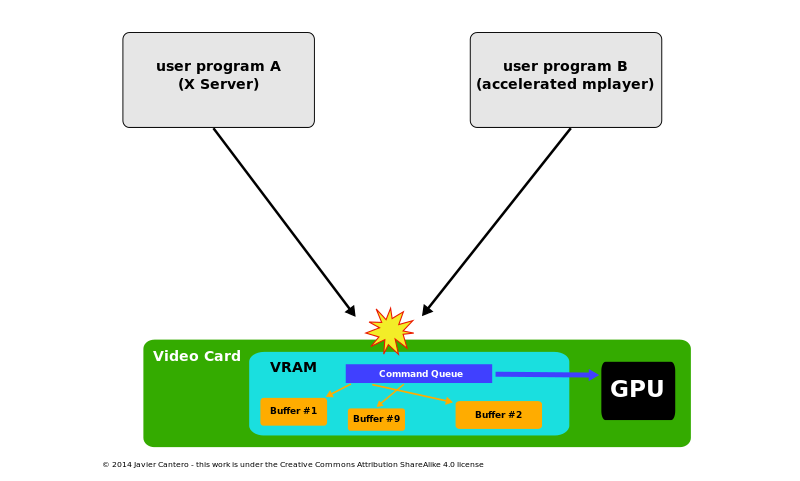 user program A
(X Server)
user program B
(accelerated mplayer)
Video Card
VRAM
Command Queue
GPU
Buffer #1
Buffer #9
Buffer #2
© 2014 Javier Cantero - this work is under the Creative Commons Attribution ShareAlike 4.0 license